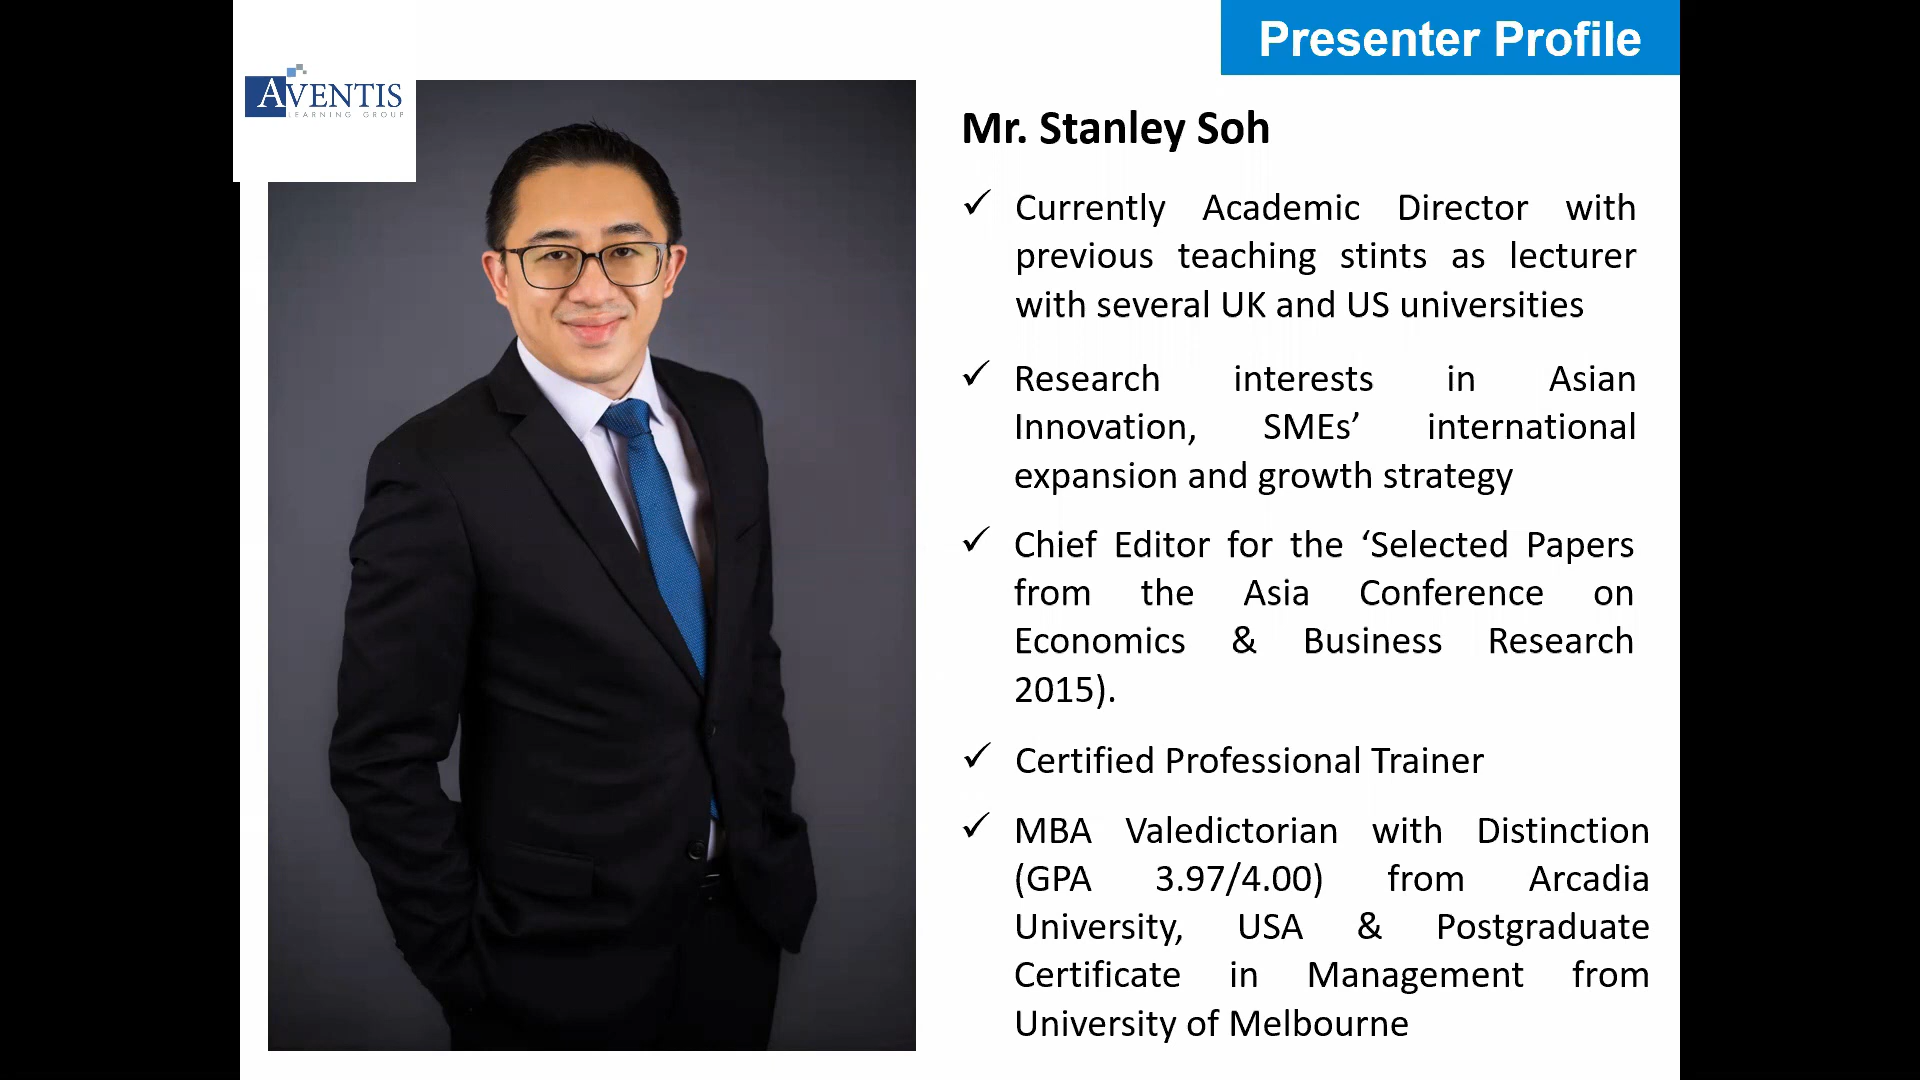 Presenter Profile
AVENTIS
LEARNING GROUP
Mr. Stanley Soh
✓ Currently Academic Director with
previous teaching stints as lecturer
with several UK and US universities
✓ Research interests in Asian
Innovation, SMEs’ international
expansion and growth strategy
✓ Chief Editor for the ‘Selected Papers
from the Asia Conference on
Economics & Business Research
2015).
✓ Certified Professional Trainer
✓ MBA Valedictorian with Distinction
(GPA 3.97/4.00) from Arcadia
University, USA & Postgraduate
Certificate in Management from
University of Melbourne